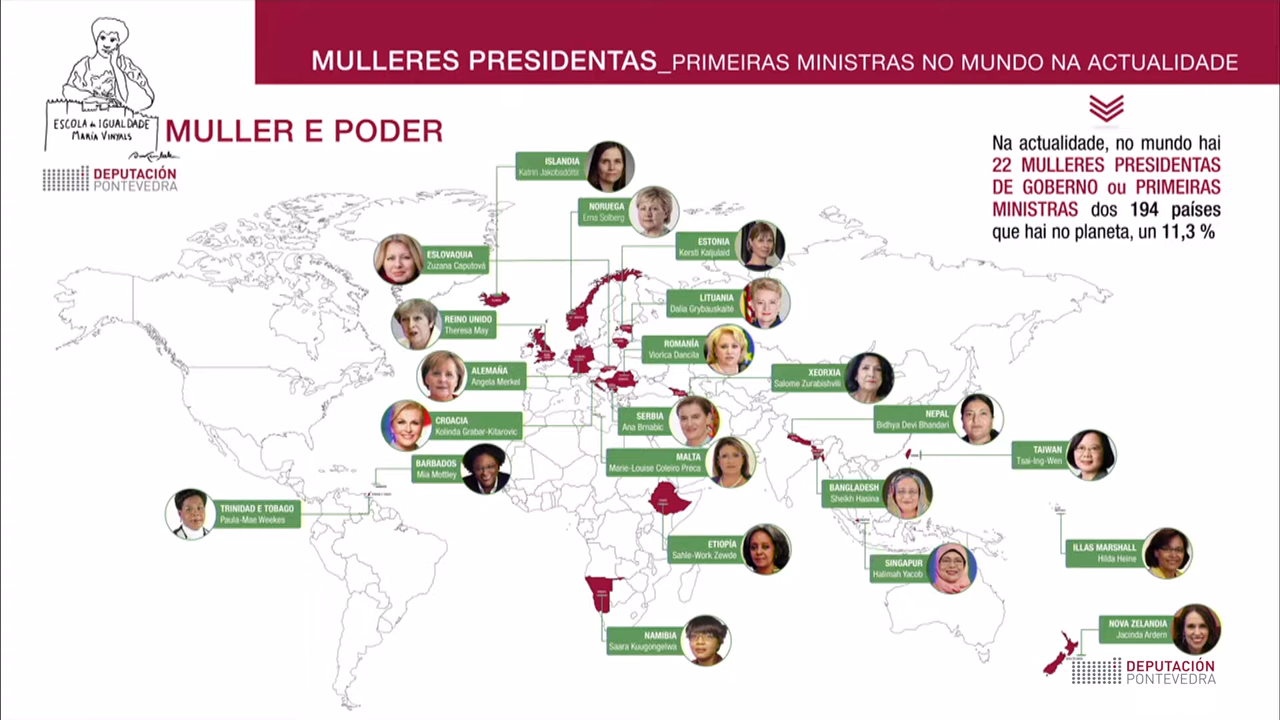 MULLERES PRESIDENTAS_PRIMEIRAS MINISTRAS NO MUNDO NA ACTUALIDADE
ESCOLA de IGUALDADE
MARÍA VINYALS
MULLER E PODER
DEPUTACIÓN
PONTEVEDRA
Na actualidade, no mundo hai
22 MULLERES PRESIDENTAS
DE GOBERNO ou PRIMEIRAS
MINISTRAS dos 194 países
que hai no planeta, un 11,3 %
ISLANDIA
Katrín Jakobsdóttir
NORUEGA
Erna Solberg
ESTONIA
Kersti Kaljulaid
ESLOVAQUIA
Zuzana Caputová
LITUANIA
Dalia Grybauskaité
REINO UNIDO
Theresa May
ROMANÍA
Viorica Dancila
ALEMAÑA
Angela Merkel
XEORXIA
Salome Zurabishvili
CROACIA
Kolinda Grabar-Kitarovic
SERBIA
Ana Brnabic
NEPAL
Bidhya Devi Bhandari
MALTA
Marie-Louise Coleiro Preca
TAIWAN
Tsai-Ing-Wen
BARBADOS
Mia Mottley
BANGLADESH
Sheikh Hasina
TRINIDAD E TOBAGO
Paula-Mae Weekes
ETIOPÍA
Sahle-Work Zewde
SINGAPUR
Halimah Yacob
ILLAS MARSHALL
Hilda Heine
NAMIBIA
Saara Kuugongelwa
NOVA ZELANDIA
Jacinda Ardern
DEPUTACIÓN
PONTEVEDRA